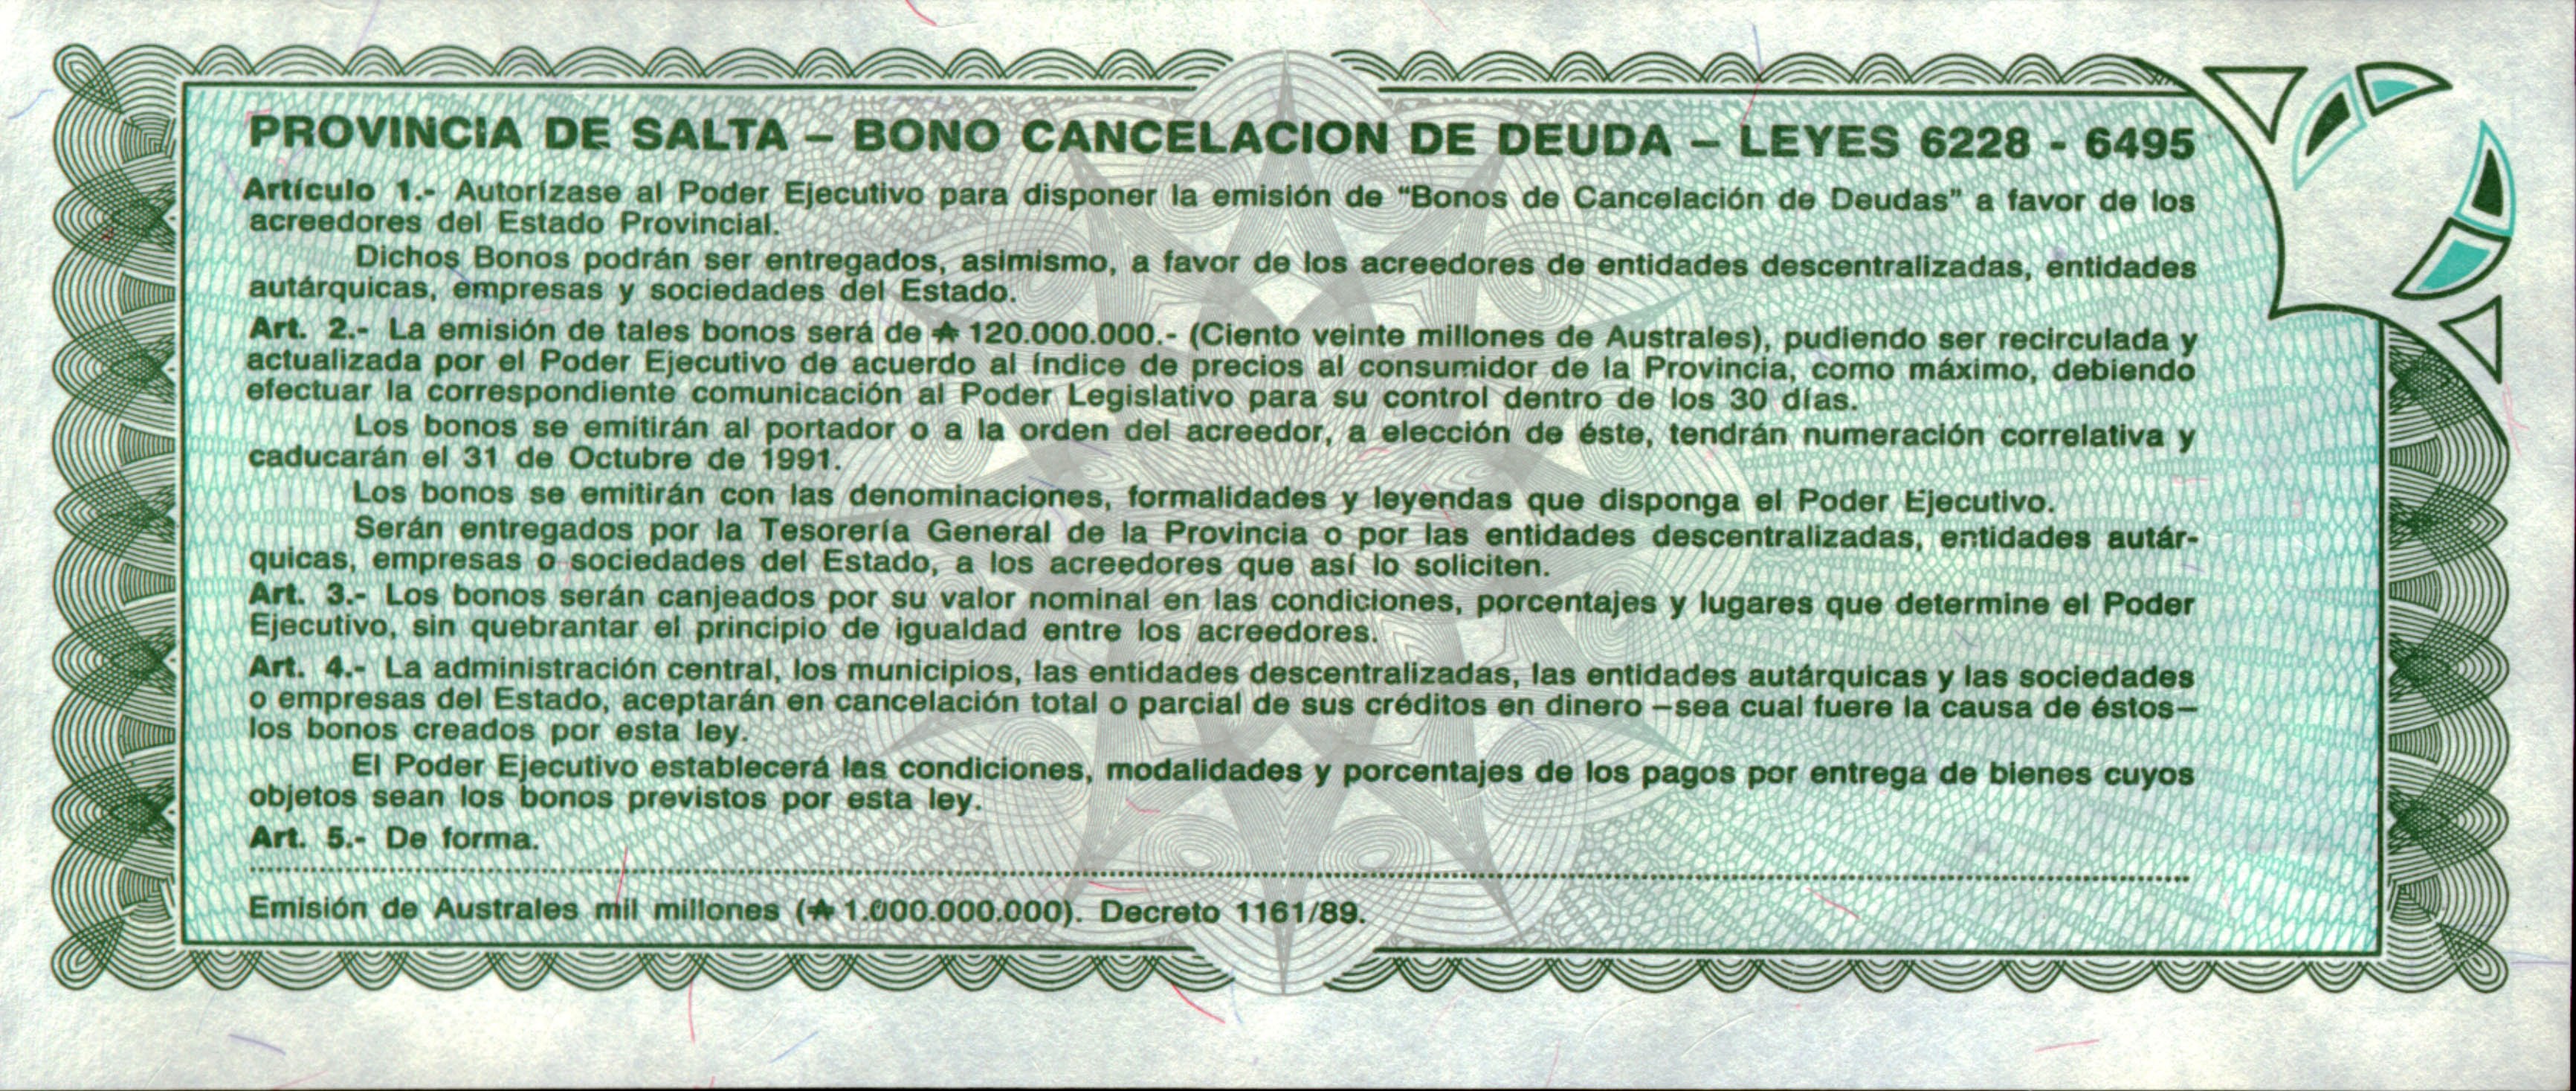 PROVINCIA DE SALTA – BONO CANCELACION DE DEUDA – LEYES 6228 - 6495
Artículo 1.- Autorízase al Poder Ejecutivo para disponer la emisión de “Bonos de Cancelación de Deudas” a favor de los
acreedores del Estado Provincial.
Dichos Bonos podrán ser entregados, asimismo, a favor de los acreedores de entidades descentralizadas, entidades
autárquicas, empresas y sociedades del Estado.
Art. 2.- La emisión de tales bonos será de ₳ 120.000.000.- (Ciento veinte millones de Australes), pudiendo ser recirculada y
actualizada por el Poder Ejecutivo de acuerdo al índice de precios al consumidor de la Provincia, como máximo, debiendo
efectuar la correspondiente comunicación al Poder Legislativo para su control dentro de los 30 días.
Los bonos se emitirán al portador o a la orden del acreedor, a elección de éste, tendrán numeración correlativa y
caducarán el 31 de Octubre de 1991.
Los bonos se emitirán con las denominaciones, formalidades y leyendas que disponga el Poder Ejecutivo.
Serán entregados por la Tesorería General de la Provincia o por las entidades descentralizadas, entidades autár-
quicas, empresas o sociedades del Estado, a los acreedores que así lo soliciten.
Art. 3.- Los bonos serán canjeados por su valor nominal en las condiciones, porcentajes y lugares que determine el Poder
Ejecutivo, sin quebrantar el principio de igualdad entre los acreedores.
Art. 4.- La administración central, los municipios, las entidades descentralizadas, las entidades autárquicas y las sociedades
o empresas del Estado, aceptarán en cancelación total o parcial de sus créditos en dinero –sea cual fuere la causa de éstos–
los bonos creados por esta ley.
El Poder Ejecutivo establecerá las condiciones, modalidades y porcentajes de los pagos por entrega de bienes cuyos
objetos sean los bonos previstos por esta ley.
Art. 5.- De forma.
Emisión de Australes mil millones (₳ 1.000.000.000). Decreto 1161/89.